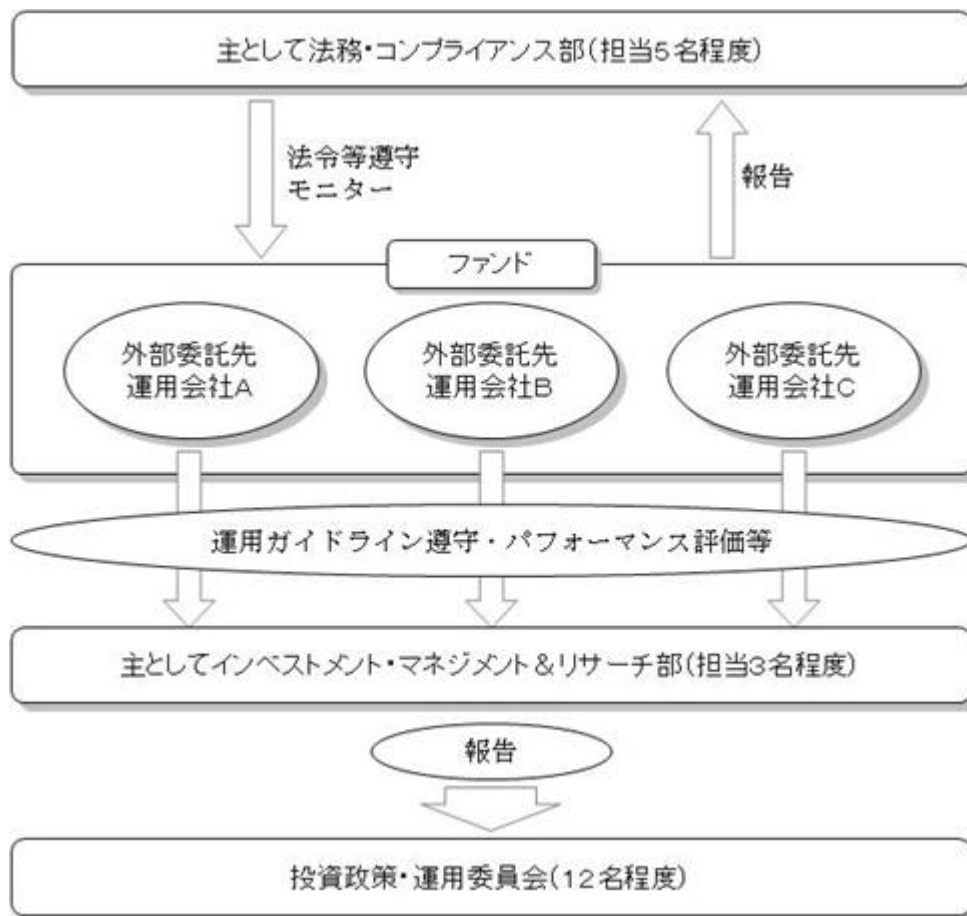 主として法務・コンプライアンス部(担当5名程度)
法令等遵守
モニター
報告
ファンド
外部委託先
運用会社A
外部委託先
運用会社B
外部委託先
運用会社C
運用ガイドライン遵守・パフォーマンス評価等
主としてインベストメント・マネジメント&リサーチ部(担当3名程度)
報告
投資政策・運用委員会(12名程度)